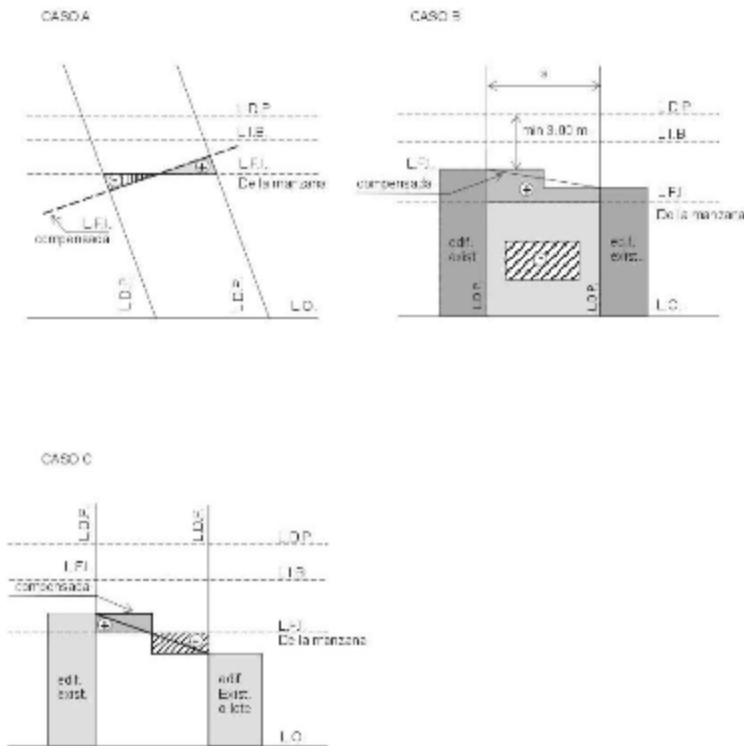 CASO A
L.D.P.
L.I.B.
L.F.I.
De la manzana
L.F.I.
compensada
L.D.P.
L.D.P.
L.O.
CASO B
a
L.D.P.
min 3.00 m
L.I.B.
L.F.I.
compensada
L.F.I.
De la manzana
edif.
exist.
edif.
exist.
L.D.P.
L.D.P.
L.O.
CASO C
L.D.P.
L.D.P.
L.D.P.
L.F.I.
compensada
L.I.B.
L.F.I.
De la manzana
edif.
exist.
edif.
Exist.
o lote
L.O.